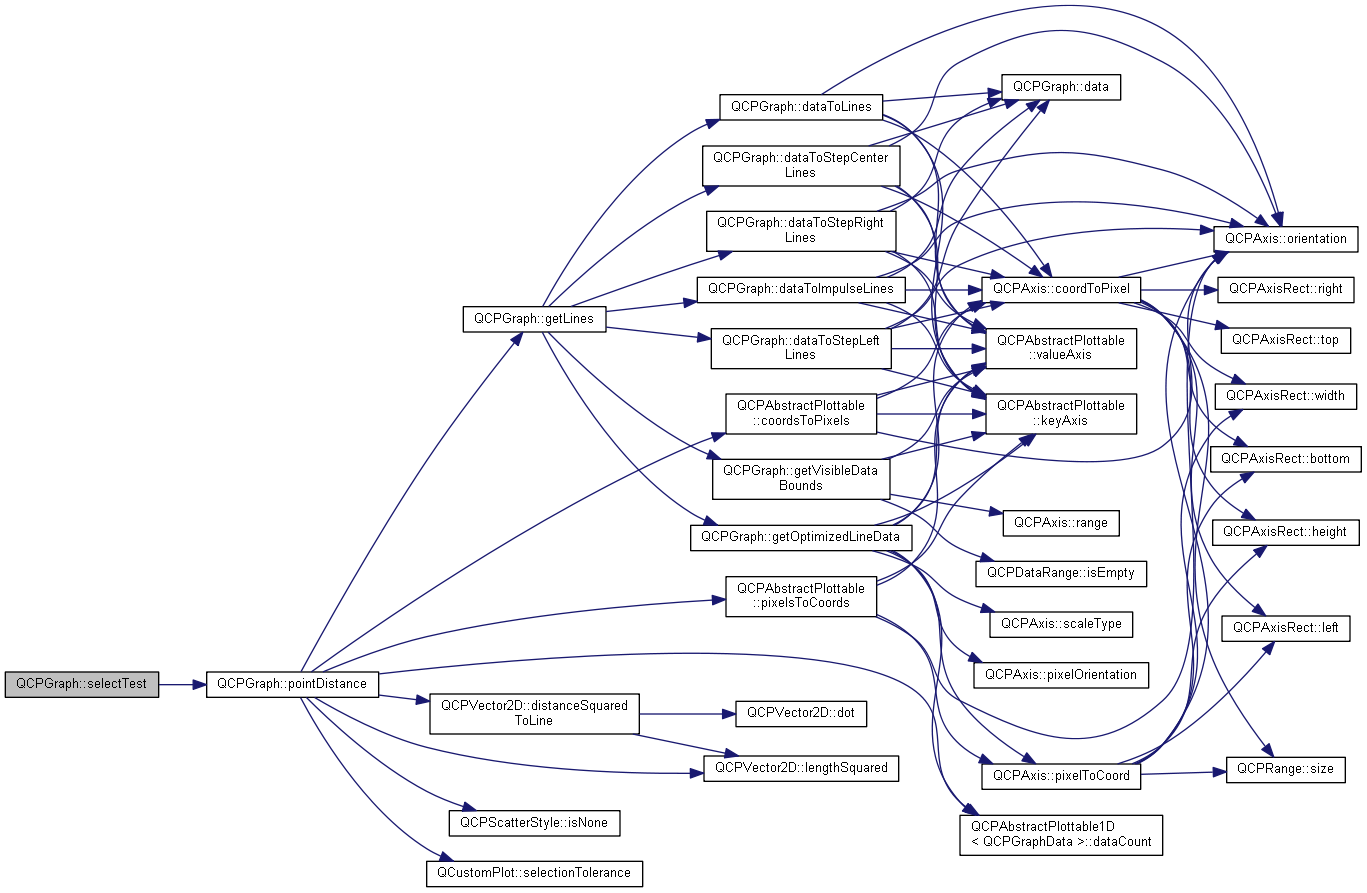 QCPGraph::selectTest
QCPGraph::pointDistance
QCPGraph::getLines
QCPVector2D::distanceSquared
ToLine
QCPScatterStyle::isNone
QCustomPlot::selectionTolerance
QCPGraph::dataToLines
QCPGraph::dataToStepCenter
Lines
QCPGraph::dataToStepRight
Lines
QCPGraph::dataToImpulseLines
QCPGraph::dataToStepLeft
Lines
QCPAbstractPlottable
::coordsToPixels
QCPGraph::getVisibleData
Bounds
QCPGraph::getOptimizedLineData
QCPAbstractPlottable
::pixelsToCoords
QCPVector2D::dot
QCPVector2D::lengthSquared
QCPGraph::data
QCPAxis::coordToPixel
QCPAbstractPlottable
::valueAxis
QCPAbstractPlottable
::keyAxis
QCPAxis::range
QCPDataRange::isEmpty
QCPAxis::scaleType
QCPAxis::pixelOrientation
QCPAxis::pixelToCoord
QCPAbstractPlottable1D
< QCPGraphData >::dataCount
QCPAxis::orientation
QCPAxisRect::right
QCPAxisRect::top
QCPAxisRect::width
QCPAxisRect::bottom
QCPAxisRect::height
QCPAxisRect::left
QCPRange::size